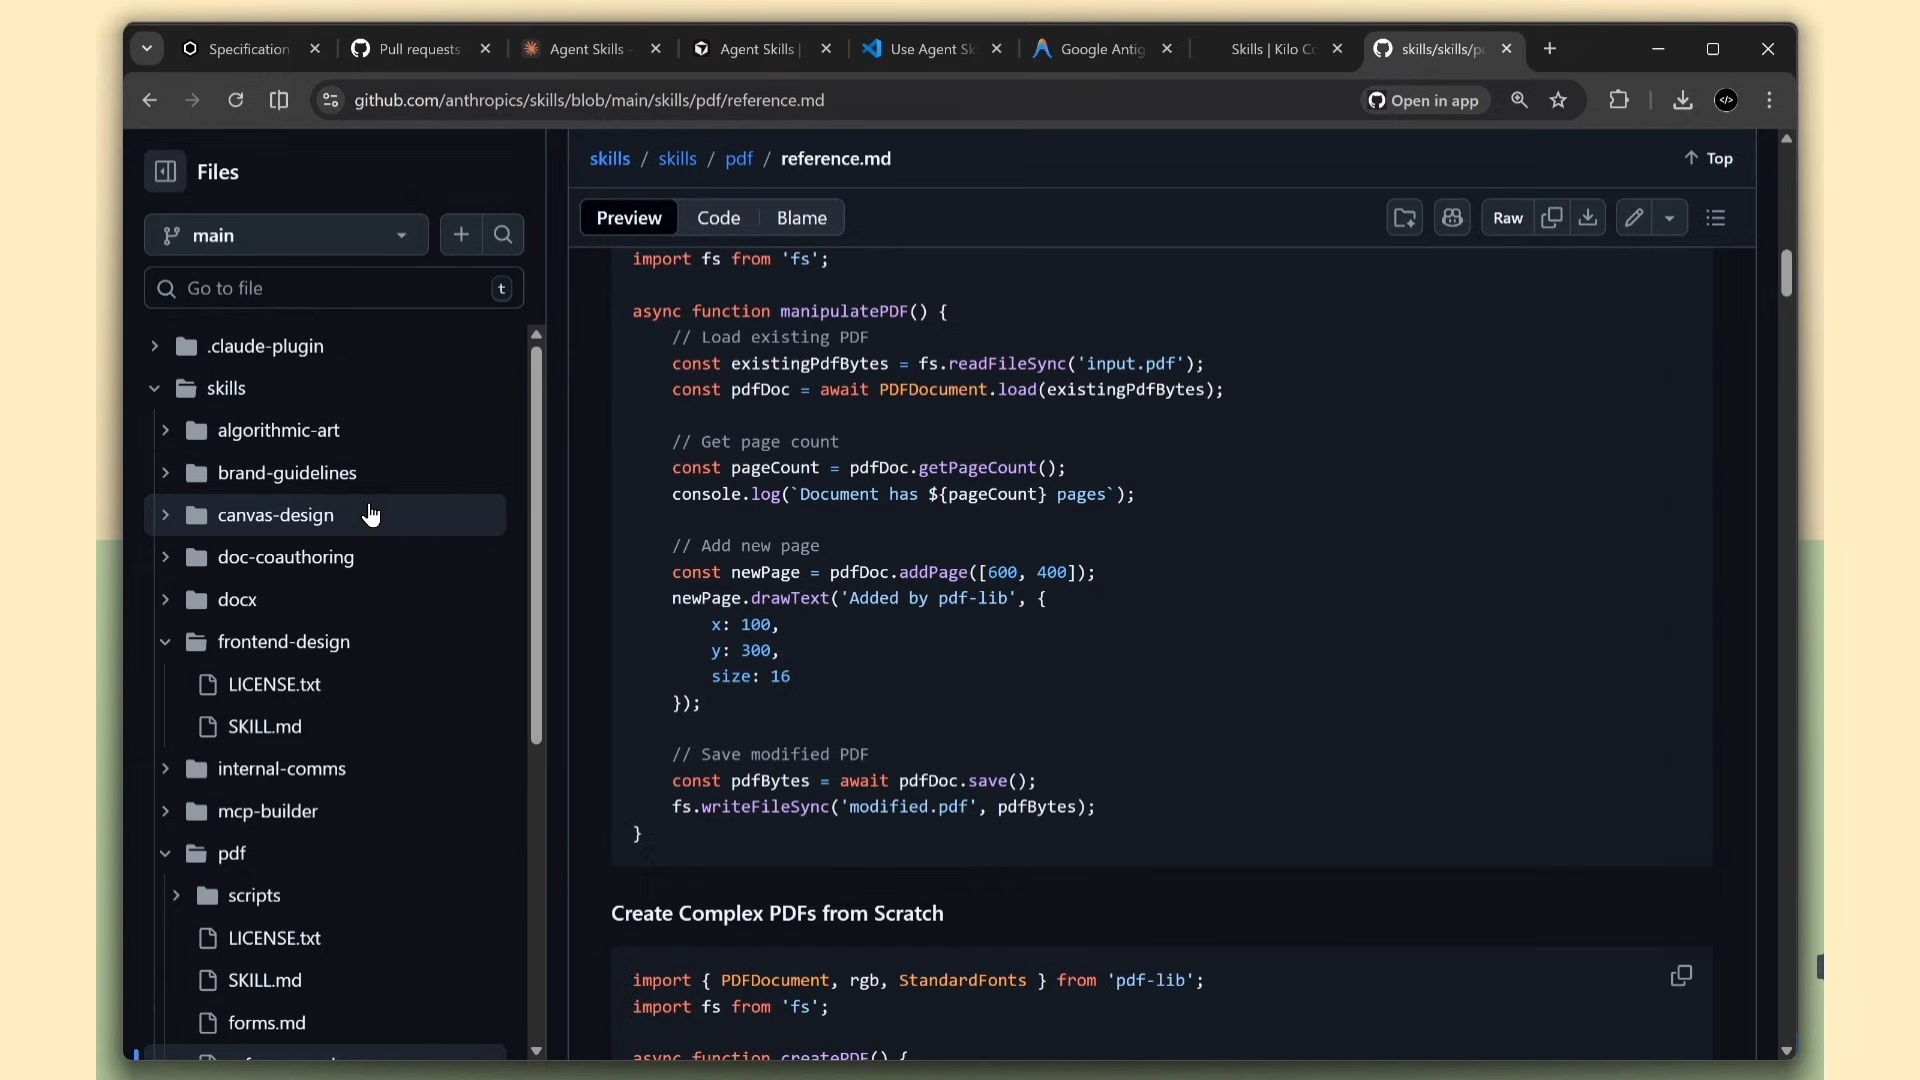 Specification
Pull requests
Agent Skills -
Agent Skills |
Use Agent Sk
Google Antig
Skills | Kilo Co
skills/skills/pd
github.com/anthropics/skills/blob/main/skills/pdf/reference.md
Open in app
Files
main
Go to file
t
.claude-plugin
skills
algorithmic-art
brand-guidelines
canvas-design
doc-coauthoring
docx
frontend-design
LICENSE.txt
SKILL.md
internal-comms
mcp-builder
pdf
scripts
LICENSE.txt
SKILL.md
forms.md
skills / skills / pdf / reference.md
Top
Preview
Code
Blame
Raw
import fs from 'fs';
async function manipulatePDF() {
// Load existing PDF
const existingPdfBytes = fs.readFileSync('input.pdf');
const pdfDoc = await PDFDocument.load(existingPdfBytes);
// Get page count
const pageCount = pdfDoc.getPageCount();
console.log(`Document has ${pageCount} pages`);
// Add new page
const newPage = pdfDoc.addPage([600, 400]);
newPage.drawText('Added by pdf-lib', {
x: 100,
y: 300,
size: 16
});
// Save modified PDF
const pdfBytes = await pdfDoc.save();
fs.writeFileSync('modified.pdf', pdfBytes);
}
Create Complex PDFs from Scratch
import { PDFDocument, rgb, StandardFonts } from 'pdf-lib';
import fs from 'fs';
async function createPDF() {